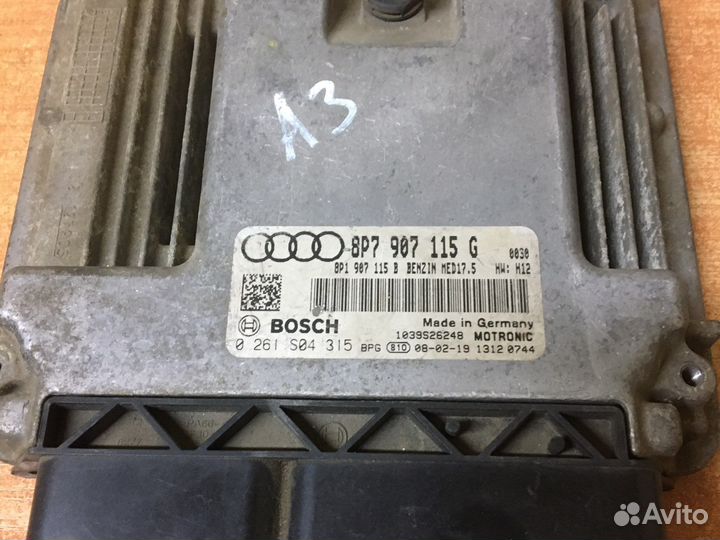 A3
8P7 907 115 G 0030
8P1 907 115 B BENZIN MED17.5 HW: H12
BOSCH
Made in Germany
1039S26248 MOTRONIC
0 261 S04 315 BPG 810 08-02-19 1312 0744
Avito